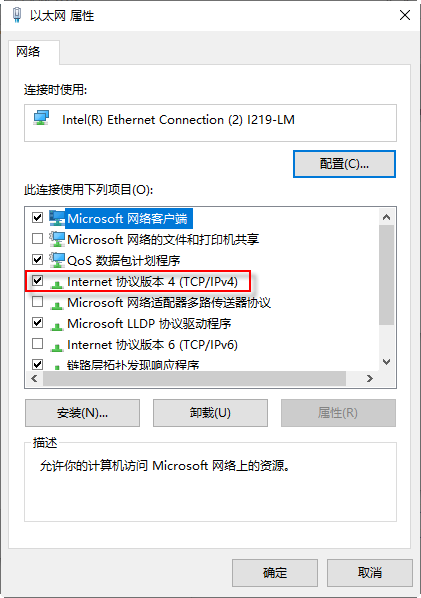 以太网 属性
网络
连接时使用:
Intel(R) Ethernet Connection (2) I219-LM
配置(C)...
此连接使用下列项目(O):
Microsoft 网络客户端
Microsoft 网络的文件和打印机共享
QoS 数据包计划程序
Internet 协议版本 4 (TCP/IPv4)
Microsoft 网络适配器多路传送器协议
Microsoft LLDP 协议驱动程序
Internet 协议版本 6 (TCP/IPv6)
链路层拓扑发现响应程序
安装(N)...
卸载(U)
属性(R)
描述
允许你的计算机访问 Microsoft 网络上的资源。
确定
取消